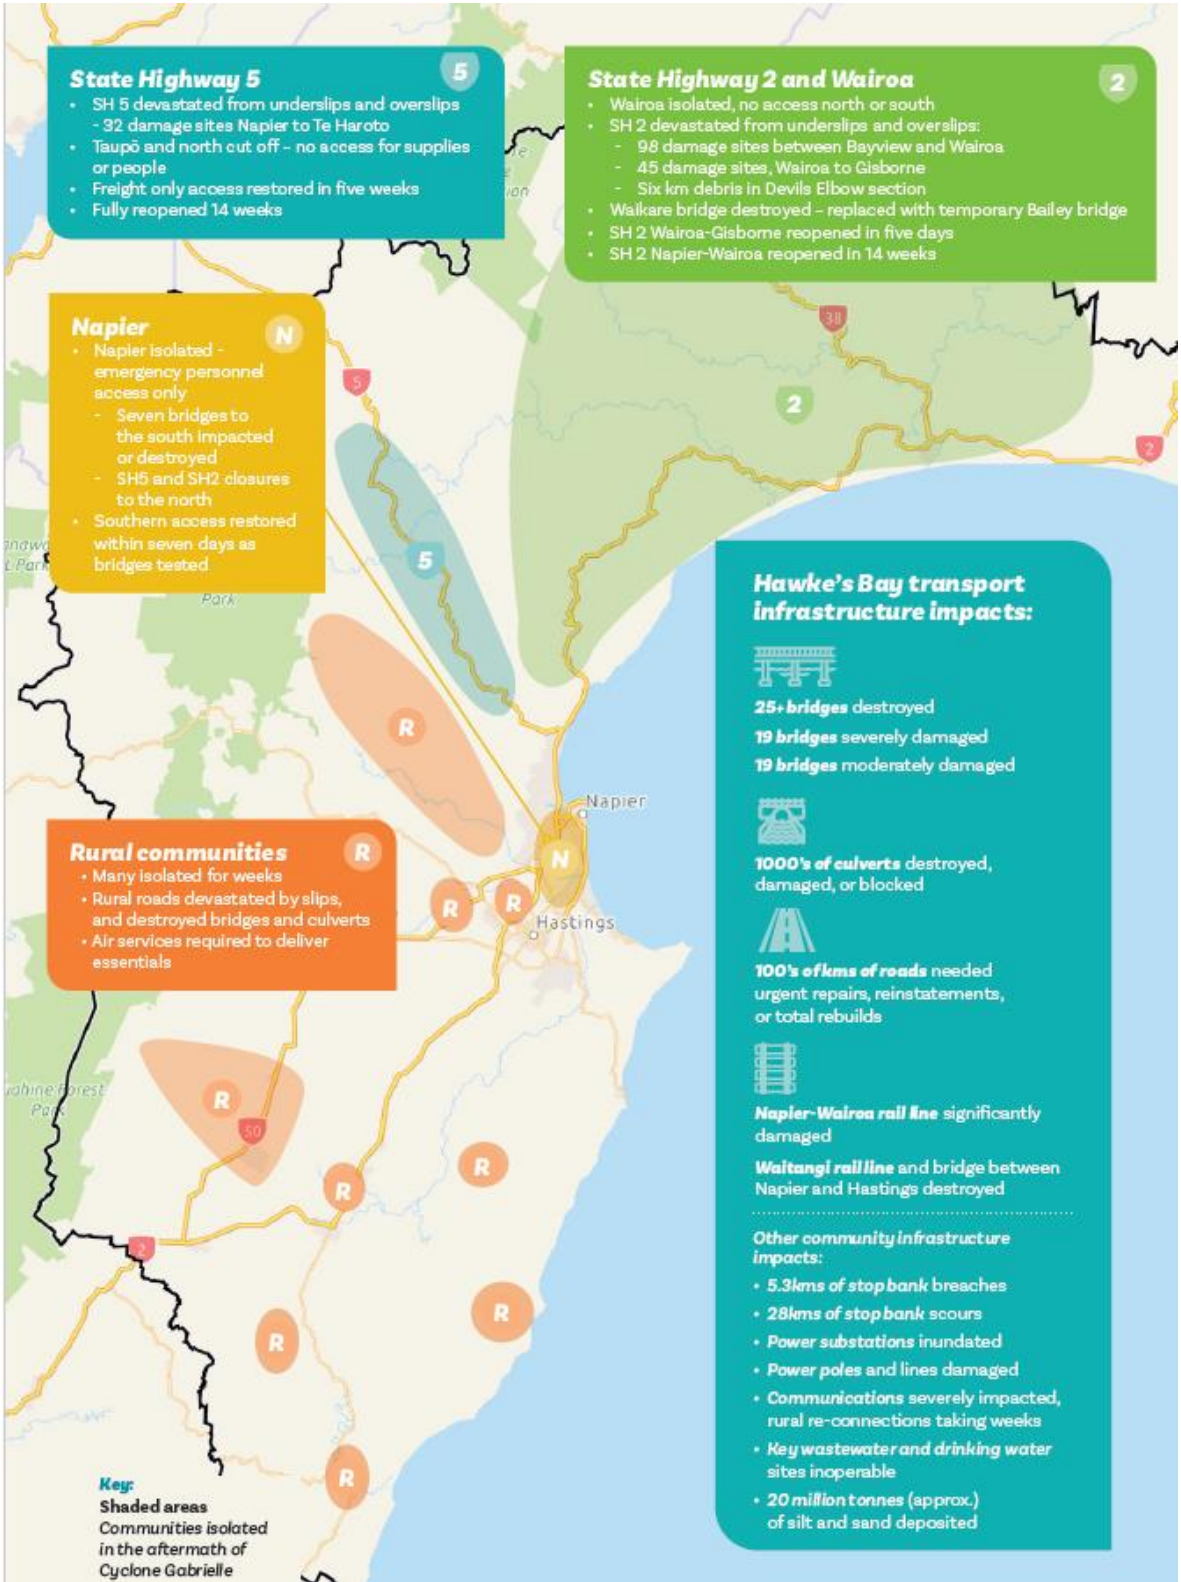 State Highway 5
5
• SH 5 devastated from underslips and overslips
- 32 damage sites Napier to Te Haroto
• Taupō and north cut off – no access for supplies
or people
• Freight only access restored in five weeks
• Fully reopened 14 weeks
State Highway 2 and Wairoa
2
• Wairoa isolated, no access north or south
• SH 2 devastated from underslips and overslips:
- 98 damage sites between Bayview and Wairoa
- 45 damage sites, Wairoa to Gisborne
- Six km debris in Devils Elbow section
• Waikare bridge destroyed – replaced with temporary Bailey bridge
• SH 2 Wairoa-Gisborne reopened in five days
• SH 2 Napier-Wairoa reopened in 14 weeks
Napier
N
• Napier isolated -
emergency personnel
access only
- Seven bridges to
the south impacted
or destroyed
- SH5 and SH2 closures
to the north
• Southern access restored
within seven days as
bridges tested
38
5
2
2
5
Park
R
Napier
N
R
R
Hastings
Rural communities
R
• Many isolated for weeks
• Rural roads devastated by slips,
and destroyed bridges and culverts
• Air services required to deliver
essentials
Forest
Park
R
50
R
R
2
R
R
R
Key:
Shaded areas
Communities isolated
in the aftermath of
Cyclone Gabrielle
Hawke's Bay transport
infrastructure impacts:
25+ bridges destroyed
19 bridges severely damaged
19 bridges moderately damaged
1000's of culverts destroyed,
damaged, or blocked
100's of kms of roads needed
urgent repairs, reinstatements,
or total rebuilds
Napier-Wairoa rail line significantly
damaged
Waitangi rail line and bridge between
Napier and Hastings destroyed
Other community infrastructure
impacts:
• 5.3kms of stop bank breaches
• 28kms of stop bank scours
• Power substations inundated
• Power poles and lines damaged
• Communications severely impacted,
rural re-connections taking weeks
• Key wastewater and drinking water
sites inoperable
• 20 million tonnes (approx.)
of silt and sand deposited